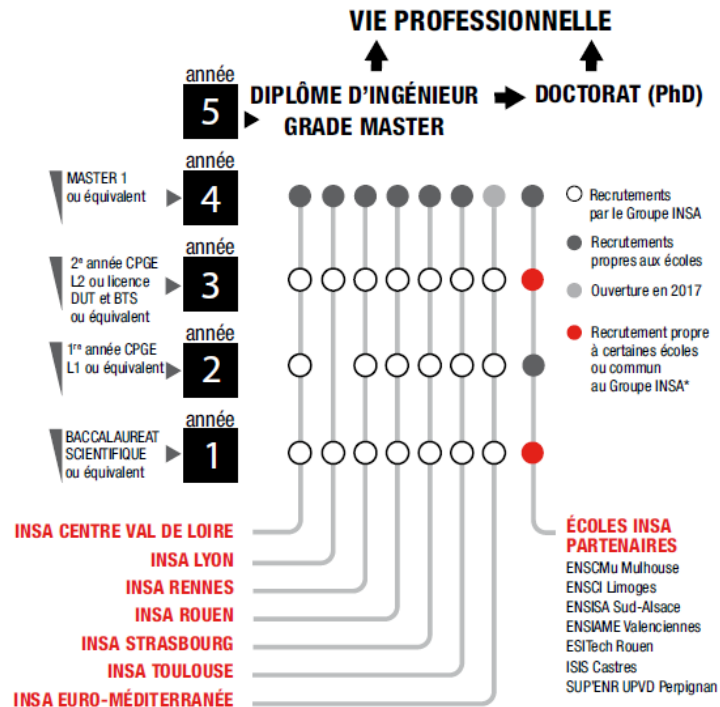 VIE PROFESSIONNELLE
année
5
DIPLÔME D'INGÉNIEUR
GRADE MASTER
DOCTORAT (PhD)
MASTER 1
ou équivalent
année
4
2e année CPGE
L2 ou licence
DUT et BTS
ou équivalent
année
3
1re année CPGE
L1 ou équivalent
année
2
BACCALAUREAT
SCIENTIFIQUE
ou équivalent
année
1
Recrutements
par le Groupe INSA
Recrutements
propres aux écoles
Ouverture en 2017
Recrutement propre
à certaines écoles
ou commun
au Groupe INSA*
INSA CENTRE VAL DE LOIRE
INSA LYON
INSA RENNES
INSA ROUEN
INSA STRASBOURG
INSA TOULOUSE
INSA EURO-MÉDITERRANÉE
ÉCOLES INSA
PARTENAIRES
ENSCMu Mulhouse
ENSCI Limoges
ENSISA Sud-Alsace
ENSIAME Valenciennes
ESITech Rouen
ISIS Castres
SUP'ENR UPVD Perpignan